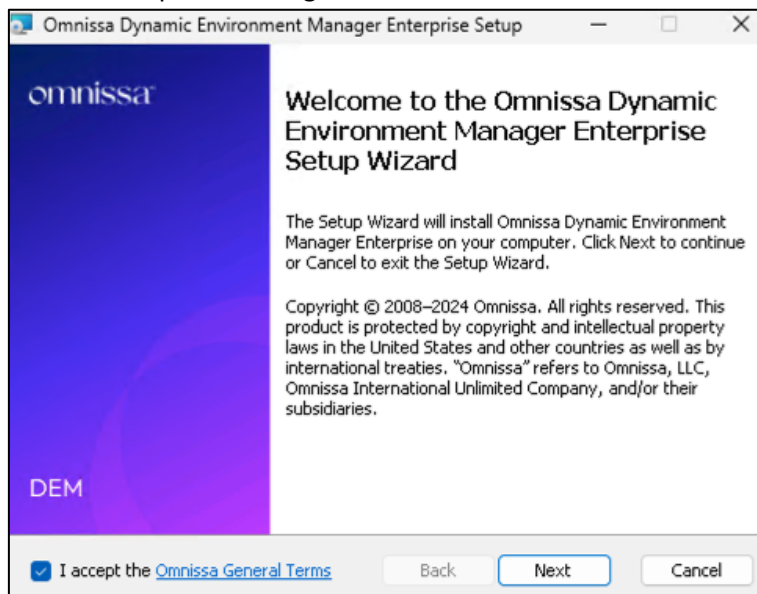 Omnissa Dynamic Environment Manager Enterprise Setup
omnissa
Welcome to the Omnissa Dynamic
Environment Manager Enterprise
Setup Wizard
The Setup Wizard will install Omnissa Dynamic Environment
Manager Enterprise on your computer. Click Next to continue
or Cancel to exit the Setup Wizard.
Copyright © 2008–2024 Omnissa. All rights reserved. This
product is protected by copyright and intellectual property
laws in the United States and other countries as well as by
international treaties. "Omnissa" refers to Omnissa, LLC,
Omnissa International Unlimited Company, and/or their
subsidiaries.
DEM
I accept the Omnissa General Terms
Back
Next
Cancel